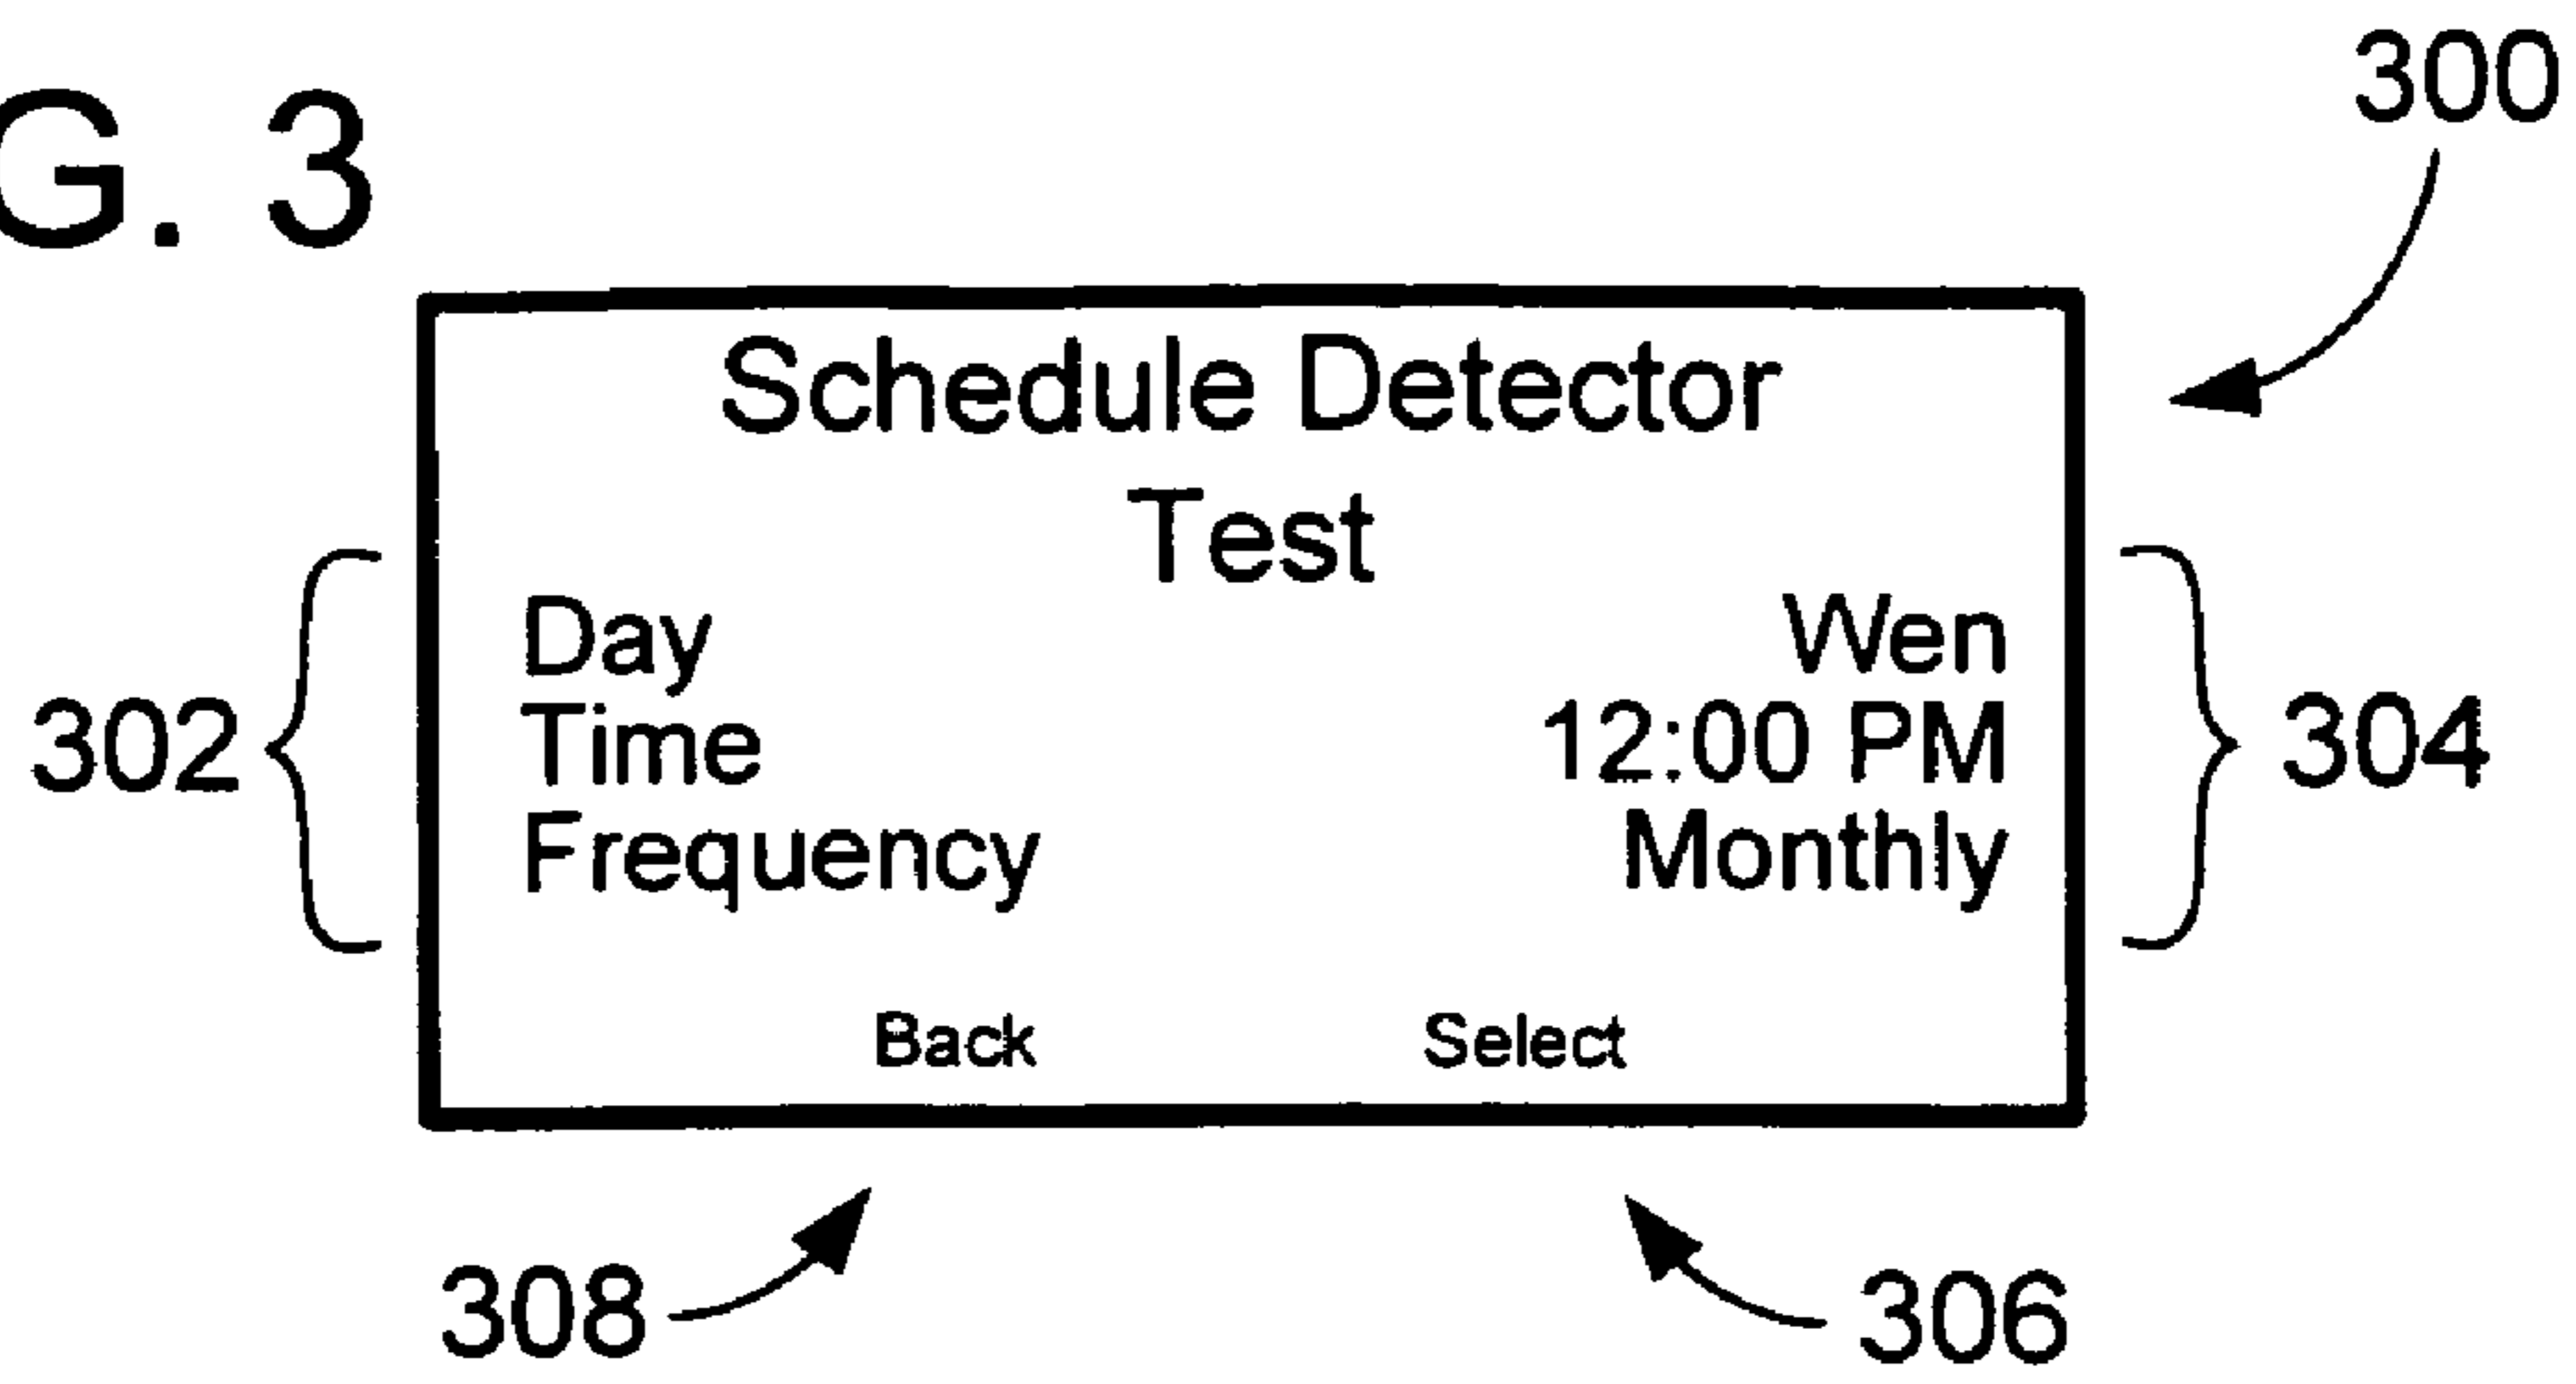 G. 3
300
Schedule Detector
Test
Day Wen
302 Time 12:00 PM 304
Frequency Monthly
Back Select
308 306